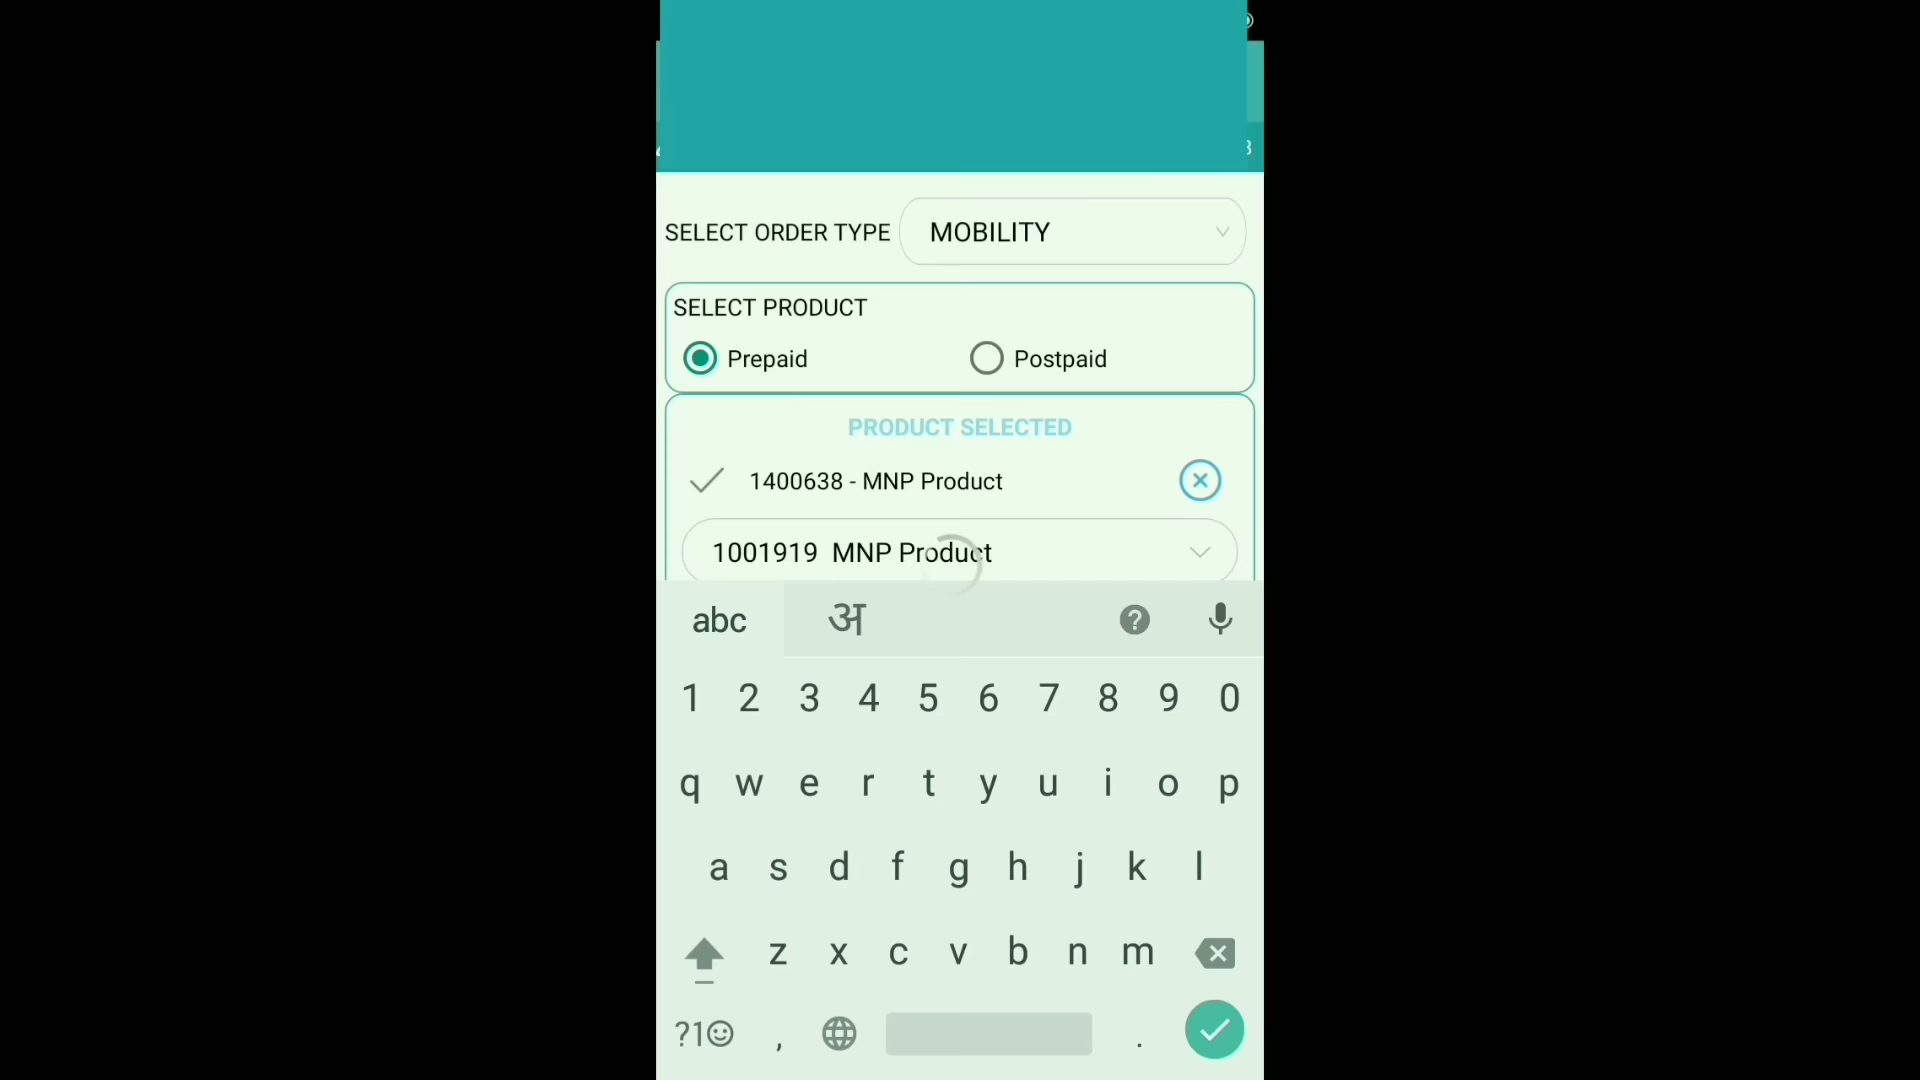 SELECT ORDER TYPE MOBILITY
SELECT PRODUCT
Prepaid Postpaid
PRODUCT SELECTED
1400638 - MNP Product
1001919 MNP Product
abc अ
1 2 3 4 5 6 7 8 9 0
q w e r t y u i o p
a s d f g h j k l
z x c v b n m
?1☺ , .